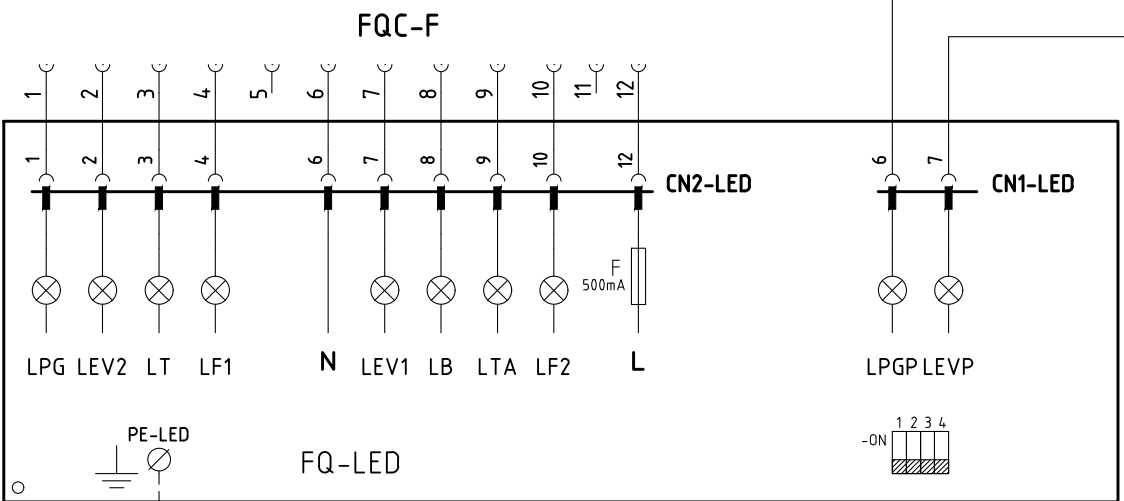 FQC-F
1 2 3 4 5 6 7 8 9 10 11 12
1 2 3 4 6 7 8 9 10 12 6 7
CN2-LED CN1-LED
F
500mA
LPG LEV2 LT LF1 N LEV1 LB LTA LF2 L LPGP LEVP
1 2 3 4
-ON
PE-LED
FQ-LED